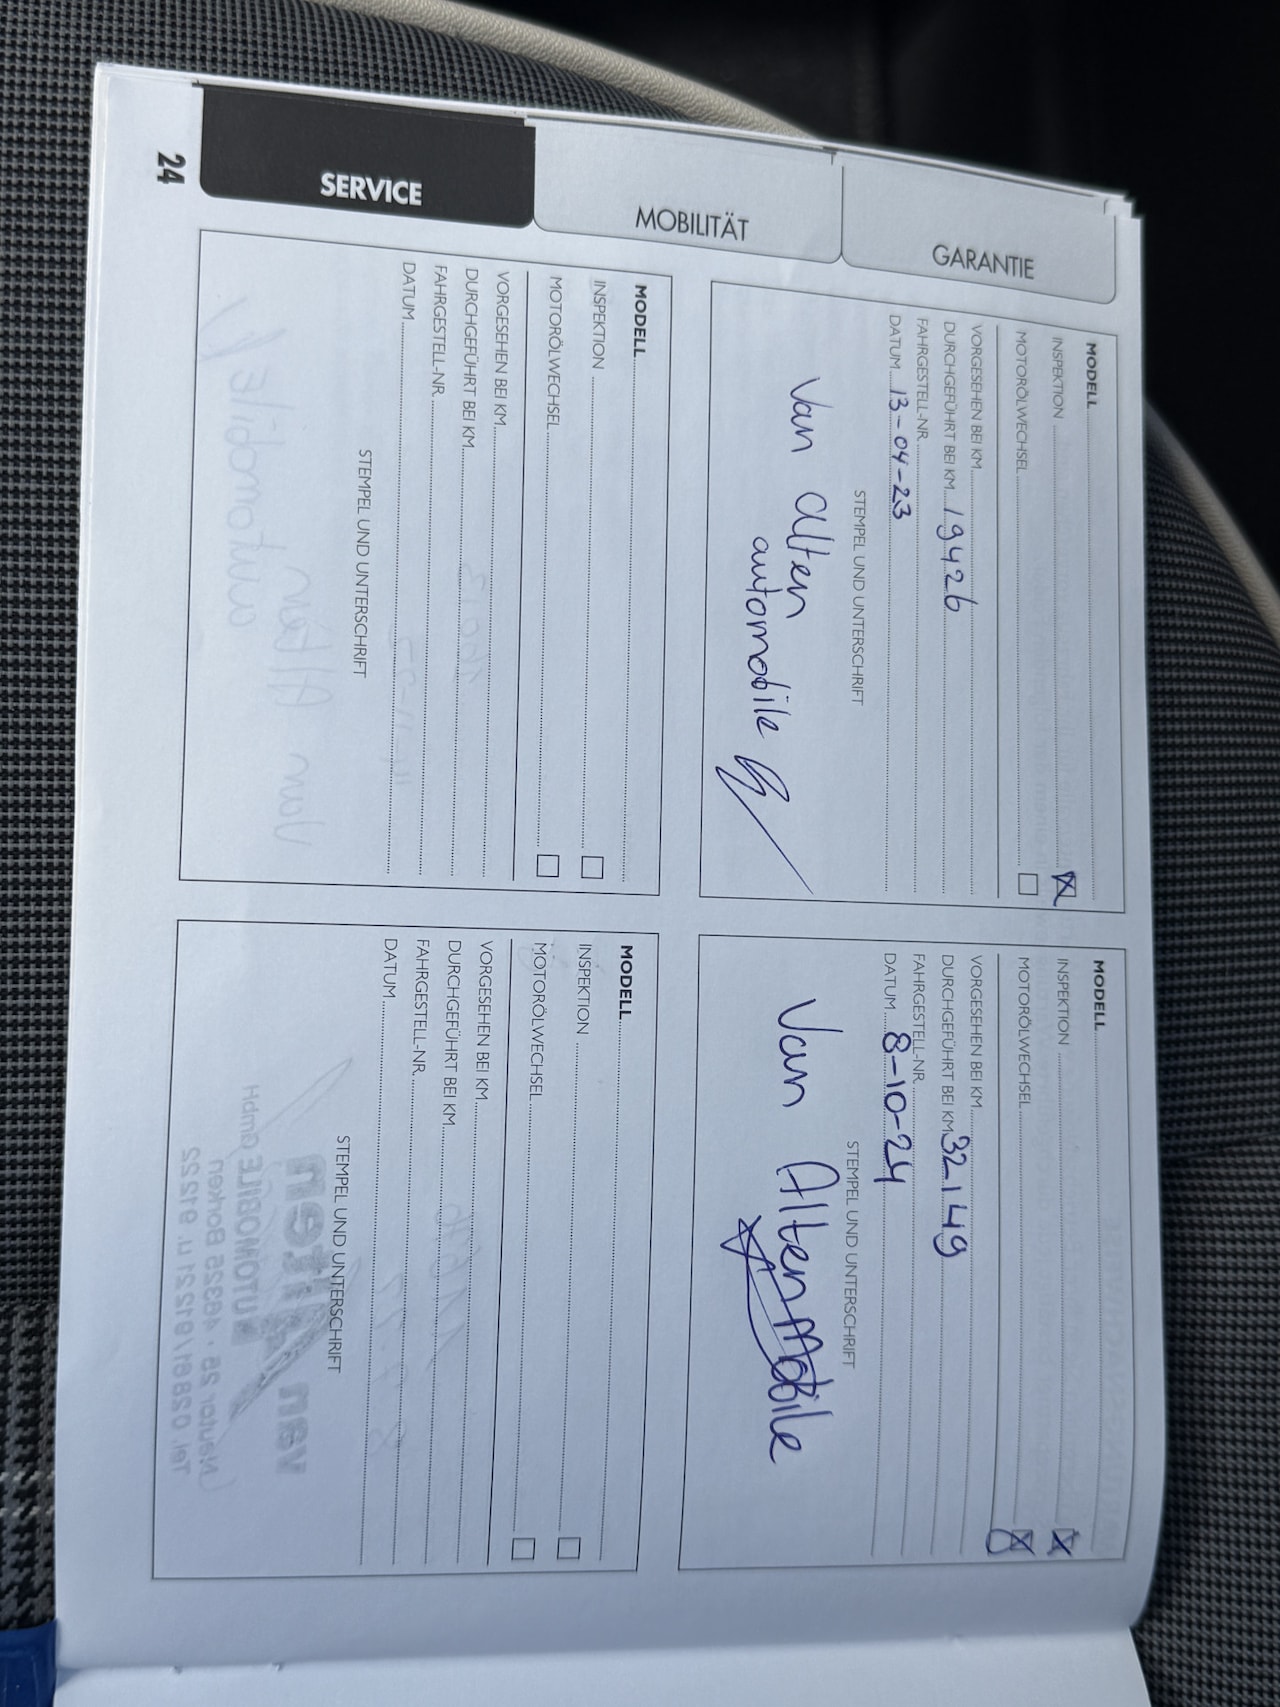 GARANTIE
MOBILITÄT
SERVICE
24
MODELL
INSPEKTION
MOTORÖLWECHSEL
VORGESEHEN BEI KM
DURCHGEFÜHRT BEI KM 19426
FAHRGESTELL-NR.
DATUM 13-04-23
STEMPEL UND UNTERSCHRIFT
Van Alten
automobile
MODELL
INSPEKTION
MOTORÖLWECHSEL
VORGESEHEN BEI KM
DURCHGEFÜHRT BEI KM 32149
FAHRGESTELL-NR.
DATUM 8-10-24
STEMPEL UND UNTERSCHRIFT
Van Alten Mobile
MODELL
INSPEKTION
MOTORÖLWECHSEL
VORGESEHEN BEI KM
DURCHGEFÜHRT BEI KM
FAHRGESTELL-NR.
DATUM
STEMPEL UND UNTERSCHRIFT
MODELL
INSPEKTION
MOTORÖLWECHSEL
VORGESEHEN BEI KM
DURCHGEFÜHRT BEI KM
FAHRGESTELL-NR.
DATUM
STEMPEL UND UNTERSCHRIFT